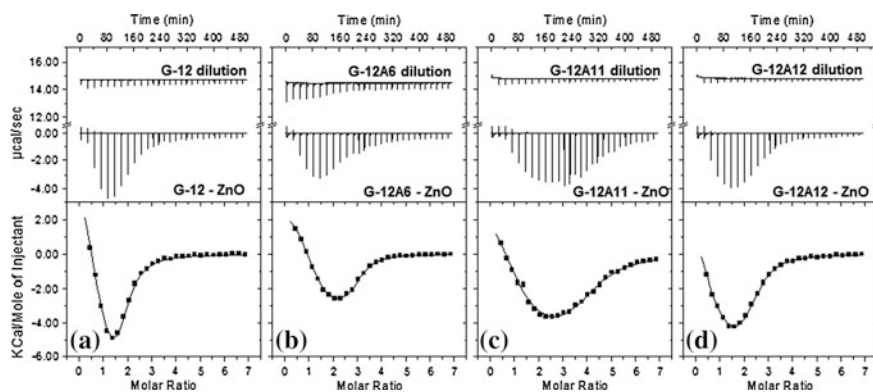 Time (min) Time (min) Time (min) Time (min)
0 80 160 240 320 400 480 0 80 160 240 320 400 480 0 80 160 240 320 400 480 0 80 160 240 320 400 480
16.00
G-12 dilution G-12A6 dilution G-12A11 dilution G-12A12 dilution
14.00
µcal/sec
0.00
-2.00
-4.00
G-12 - ZnO G-12A6 - ZnO G-12A11 - ZnO G-12A12 - ZnO
KCal/Mole of Injectant
2.00
0.00
-2.00
-4.00
-6.00
(a) (b) (c) (d)
0 1 2 3 4 5 6 7 0 1 2 3 4 5 6 7 0 1 2 3 4 5 6 7 0 1 2 3 4 5 6 7
Molar Ratio Molar Ratio Molar Ratio Molar Ratio